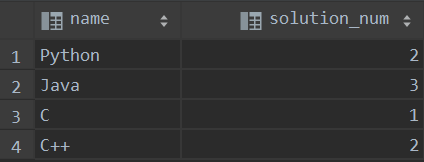 name solution_num
1 Python 2
2 Java 3
3 C 1
4 C++ 2